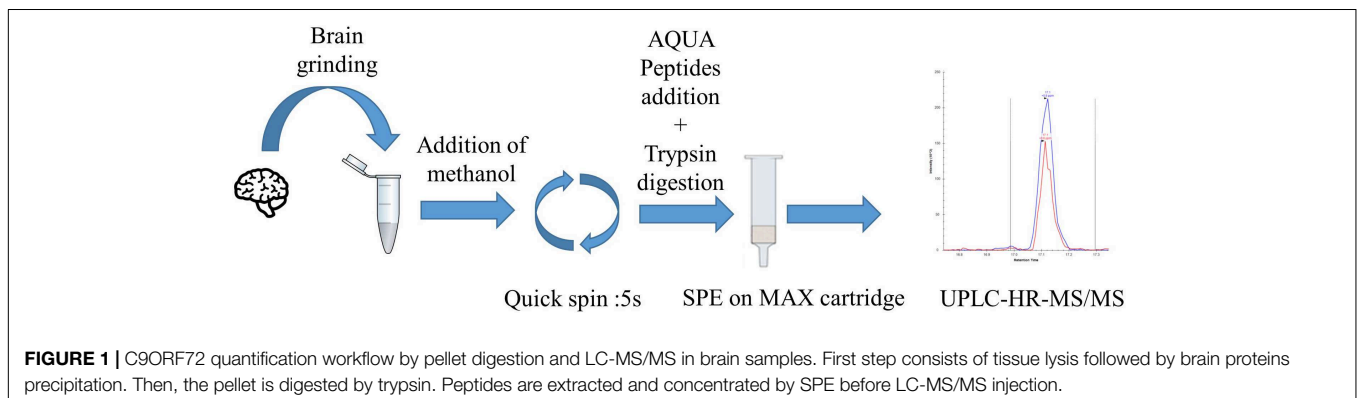 Brain
grinding
Addition of
methanol
AQUA
Peptides
addition
+
Trypsin
digestion
Quick spin :5s
SPE on MAX cartridge
UPLC-HR-MS/MS
Retention Time
FIGURE 1 | C9ORF72 quantification workflow by pellet digestion and LC-MS/MS in brain samples. First step consists of tissue lysis followed by brain proteins
precipitation. Then, the pellet is digested by trypsin. Peptides are extracted and concentrated by SPE before LC-MS/MS injection.